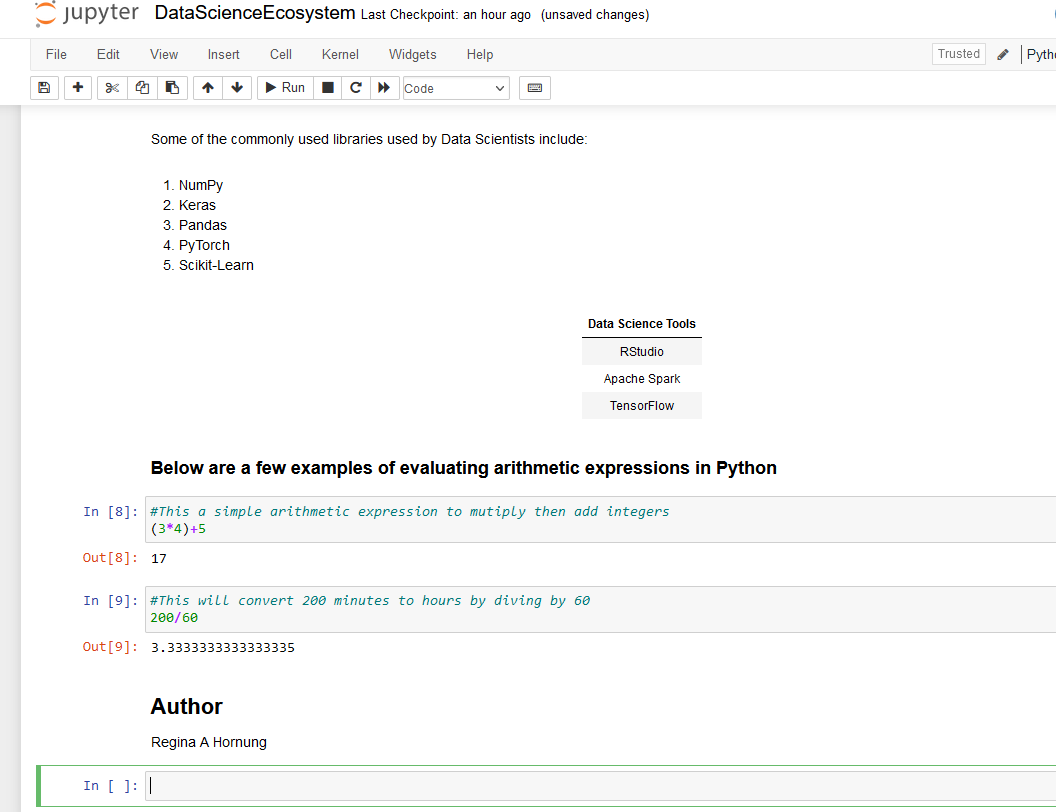 jupyter DataScienceEcosystem Last Checkpoint: an hour ago (unsaved changes)
File Edit View Insert Cell Kernel Widgets Help Trusted Pyth
Run Code
Some of the commonly used libraries used by Data Scientists include:
1. NumPy
2. Keras
3. Pandas
4. PyTorch
5. Scikit-Learn
Data Science Tools
RStudio
Apache Spark
TensorFlow
Below are a few examples of evaluating arithmetic expressions in Python
In [8]: #This a simple arithmetic expression to mutiply then add integers
(3*4)+5
Out[8]: 17
In [9]: #This will convert 200 minutes to hours by diving by 60
200/60
Out[9]: 3.3333333333333335
Author
Regina A Hornung
In [ ]: